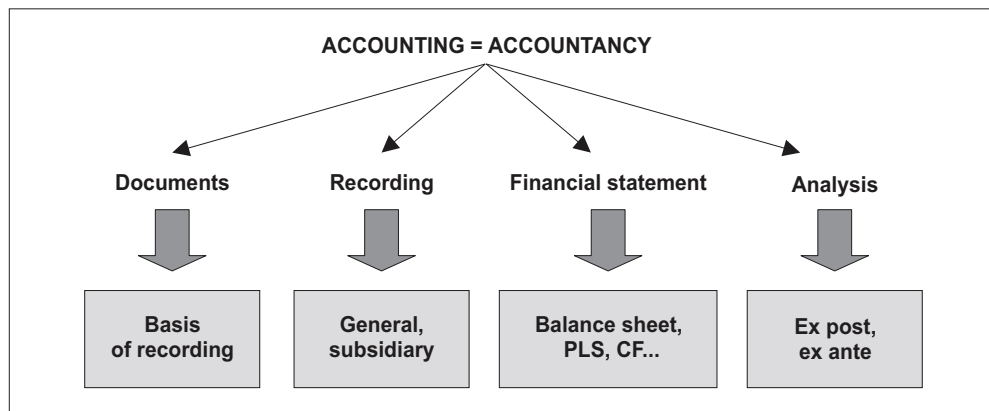 ACCOUNTING = ACCOUNTANCY
Documents
Recording
Financial statement
Analysis
Basis
of recording
General,
subsidiary
Balance sheet,
PLS, CF...
Ex post,
ex ante